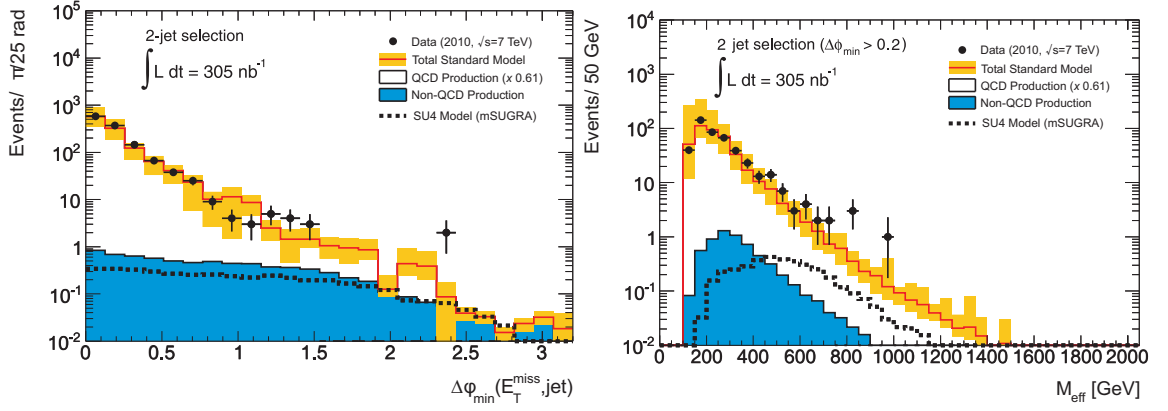 Events/ π/25 rad
10⁵
10⁴
10³
10²
10
1
10⁻¹
10⁻²
2-jet selection
∫ L dt = 305 nb⁻¹
Data (2010, √s=7 TeV)
Total Standard Model
QCD Production (x 0.61)
Non-QCD Production
SU4 Model (mSUGRA)
0 0.5 1 1.5 2 2.5 3
Δφmin(E_T^miss,jet)
Events/ 50 GeV
10⁵
10⁴
10³
10²
10
1
10⁻¹
10⁻²
2 jet selection (Δφmin > 0.2)
∫ L dt = 305 nb⁻¹
Data (2010, √s=7 TeV)
Total Standard Model
QCD Production (x 0.61)
Non-QCD Production
SU4 Model (mSUGRA)
0 200 400 600 800 1000 1200 1400 1600 1800 2000
M_eff [GeV]